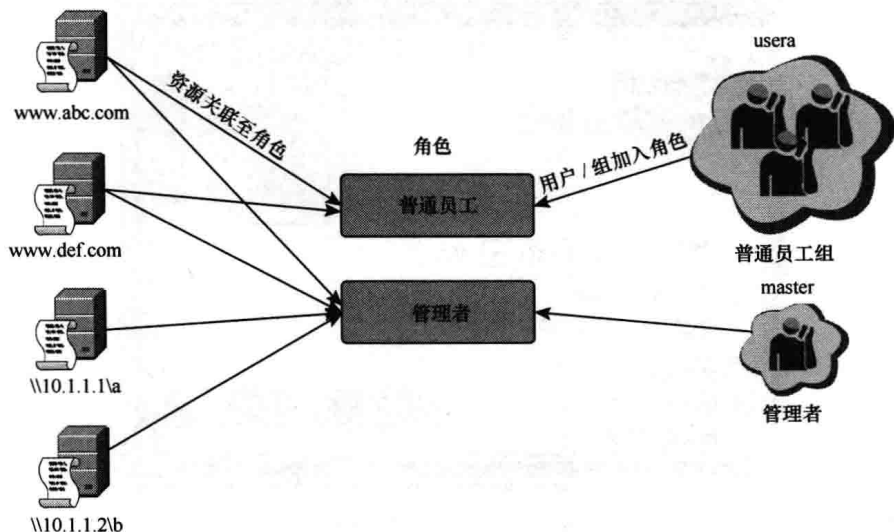 www.abc.com
www.def.com
\\10.1.1.1\a
\\10.1.1.2\b
资源关联至角色
角色
普通员工
管理者
用户 / 组加入角色
usera
普通员工组
master
管理者